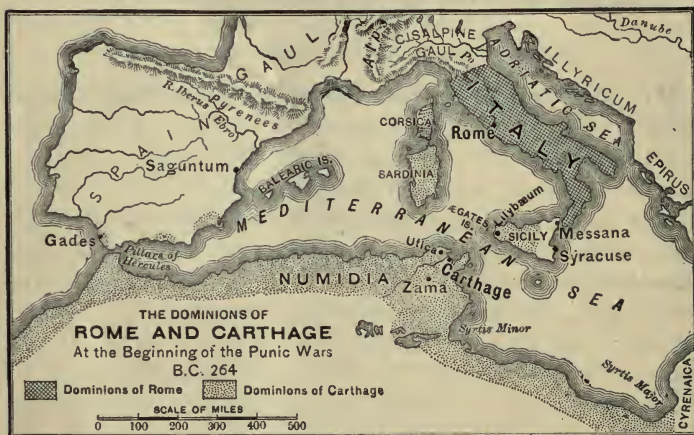 Danube
GAUL
Alps
CISALPINE
GAUL
Po
ILLYRICUM
ADRIATIC SEA
Pyrenees
R. Iberus (Ebro)
ITALY
CORSICA
Rome
SPAIN
Saguntum
BALEARIC IS.
SARDINIA
EPIRUS
MEDITERRANEAN SEA
ÆGATES
IS.
Lilybæum
Gades
Pillars of
Hercules
Utica
SICILY
Messana
Syracuse
NUMIDIA
Carthage
Zama
Syrtis Minor
Syrtis Major
CYRENAICA
THE DOMINIONS OF
ROME AND CARTHAGE
At the Beginning of the Punic Wars
B.C. 264
Dominions of Rome
Dominions of Carthage
SCALE OF MILES
0 100 200 300 400 500